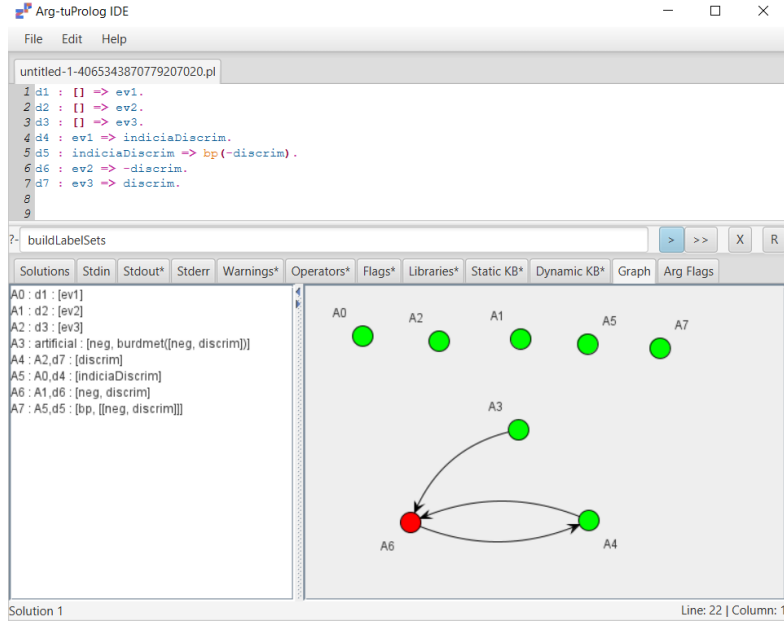 Arg-tuProlog IDE
File Edit Help
untitled-1-4065343870779207020.pl
1 d1 : [] => ev1.
2 d2 : [] => ev2.
3 d3 : [] => ev3.
4 d4 : ev1 => indiciaDiscrim.
5 d5 : indiciaDiscrim => bp(-discrim).
6 d6 : ev2 => -discrim.
7 d7 : ev3 => discrim.
8
9
?- buildLabelSets > >> X R
Solutions Stdin Stdout* Stderr Warnings* Operators* Flags* Libraries* Static KB* Dynamic KB* Graph Arg Flags
A0 : d1 : [ev1]
A1 : d2 : [ev2]
A2 : d3 : [ev3]
A3 : artificial : [neg, burdmet([neg, discrim])]
A4 : A2,d7 : [discrim]
A5 : A0,d4 : [indiciaDiscrim]
A6 : A1,d6 : [neg, discrim]
A7 : A5,d5 : [bp, [[neg, discrim]]]
A0 A2 A1 A5 A7
A3
A6 A4
Solution 1 Line: 22 | Column: 1